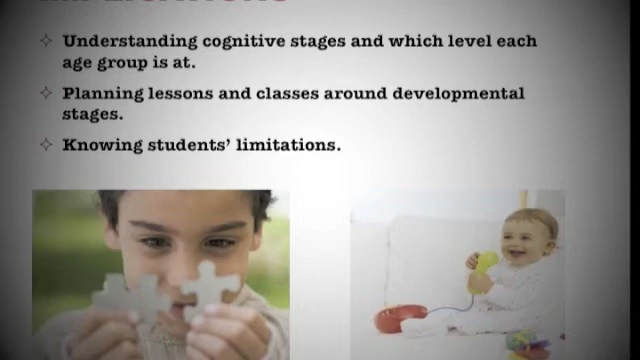 Understanding cognitive stages and which level each
age group is at.
Planning lessons and classes around developmental
stages.
Knowing students’ limitations.